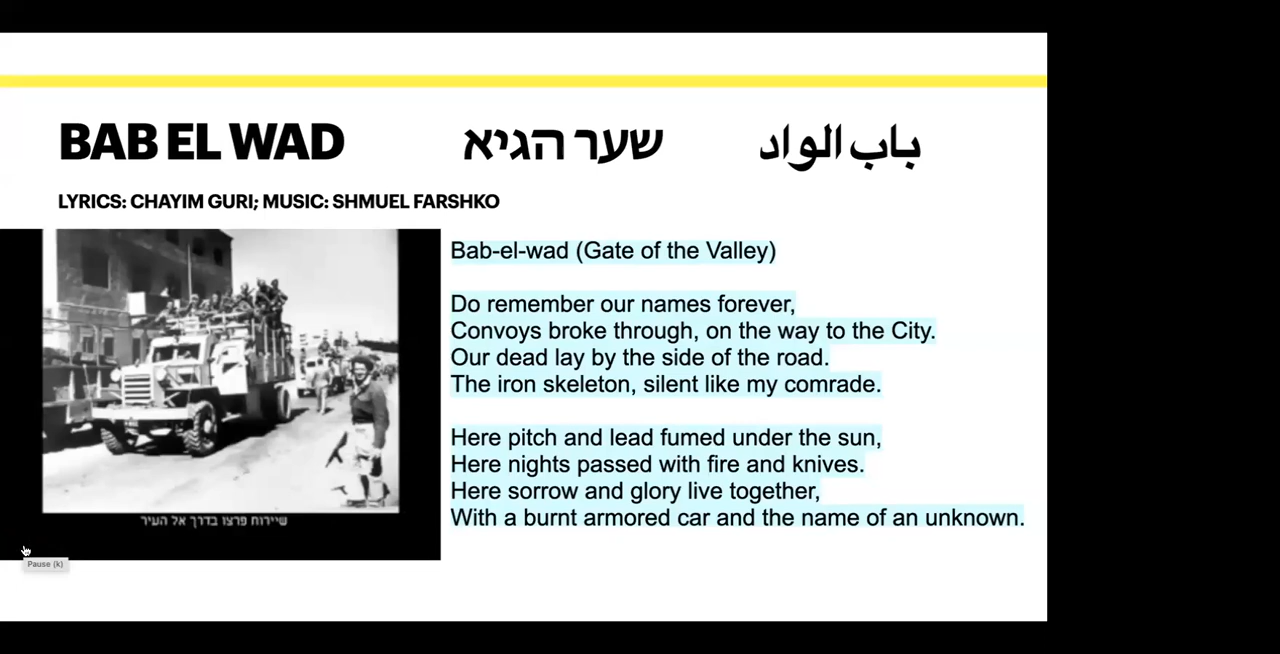 BAB EL WAD
שער הגיא
باب الواد
LYRICS: CHAYIM GURI; MUSIC: SHMUEL FARSHKO
Bab-el-wad (Gate of the Valley)
Do remember our names forever,
Convoys broke through, on the way to the City.
Our dead lay by the side of the road.
The iron skeleton, silent like my comrade.
Here pitch and lead fumed under the sun,
Here nights passed with fire and knives.
Here sorrow and glory live together,
With a burnt armored car and the name of an unknown.
שיירות פרצו בדרך אל העיר
Pause (k)